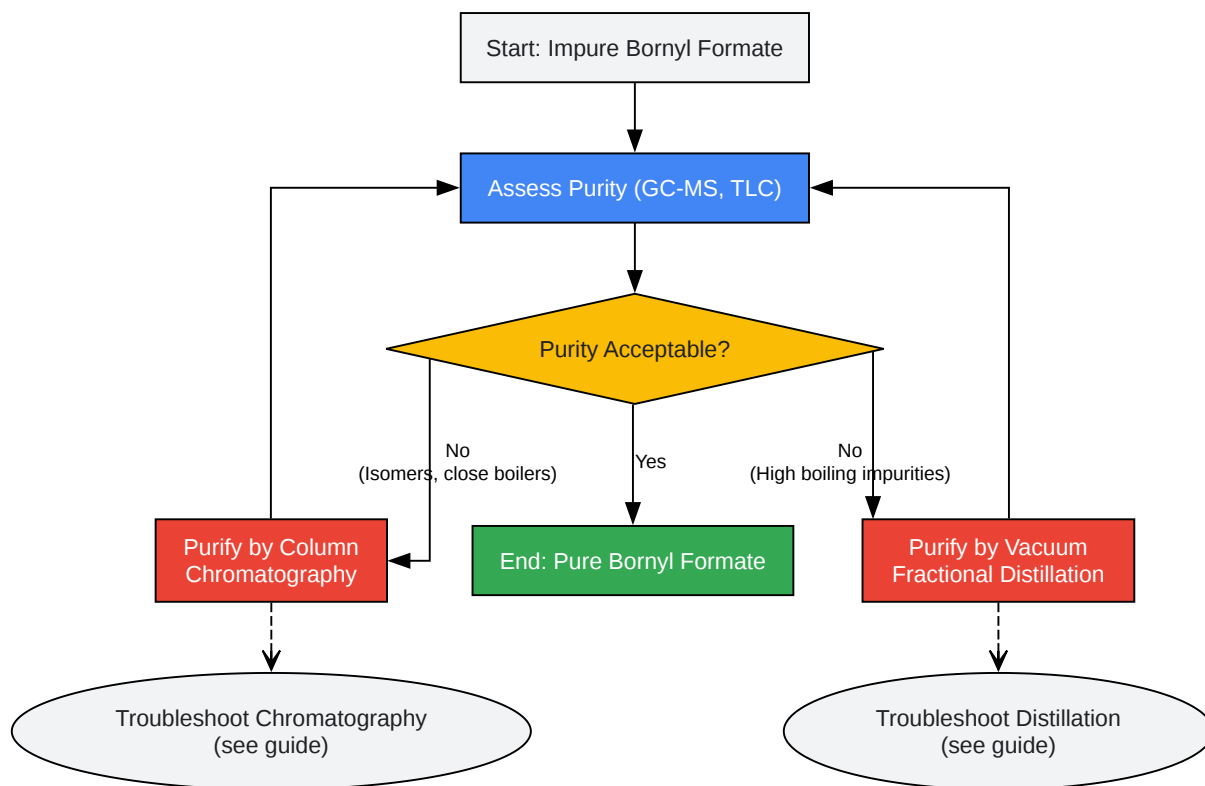 Start: Impure Bornyl Formate
Assess Purity (GC-MS, TLC)
Purity Acceptable?
No
(Isomers, close boilers)
Yes
No
(High boiling impurities)
Purify by Column
Chromatography
End: Pure Bornyl Formate
Purify by Vacuum
Fractional Distillation
Troubleshoot Chromatography
(see guide)
Troubleshoot Distillation
(see guide)